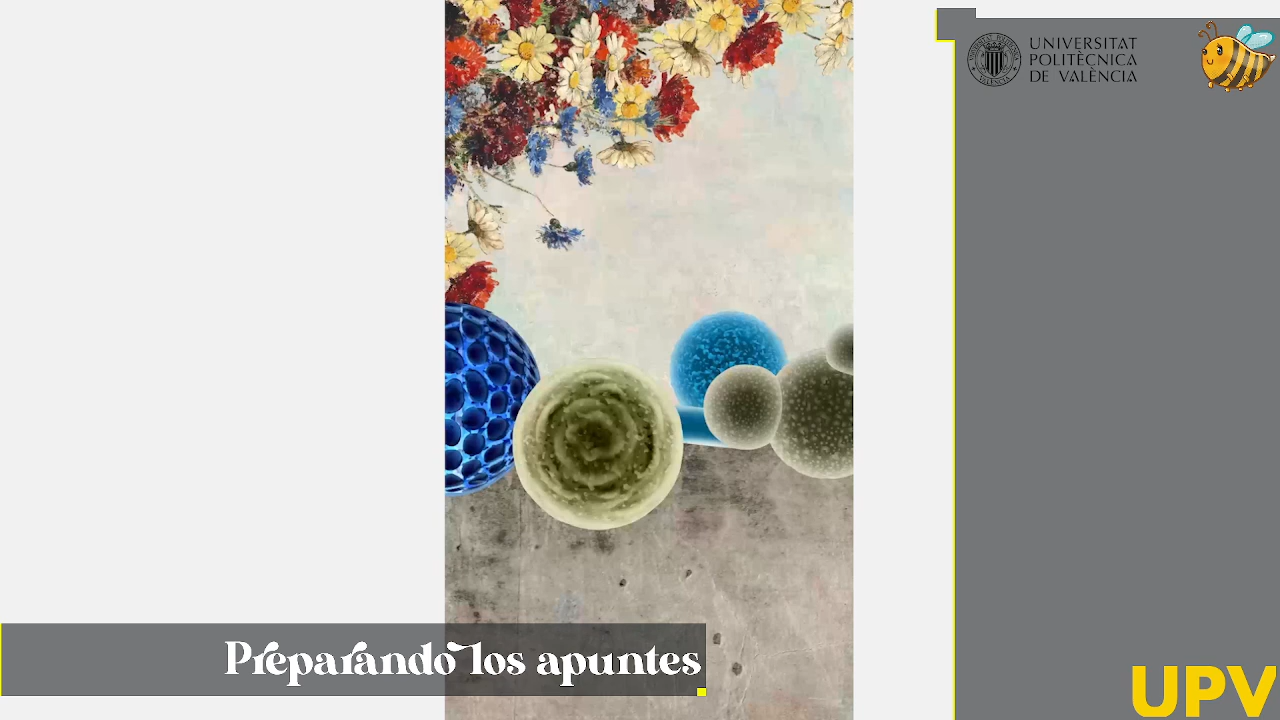 UNIVERSITAT
POLITÈCNICA
DE VALÈNCIA
Preparando los apuntes
UPV